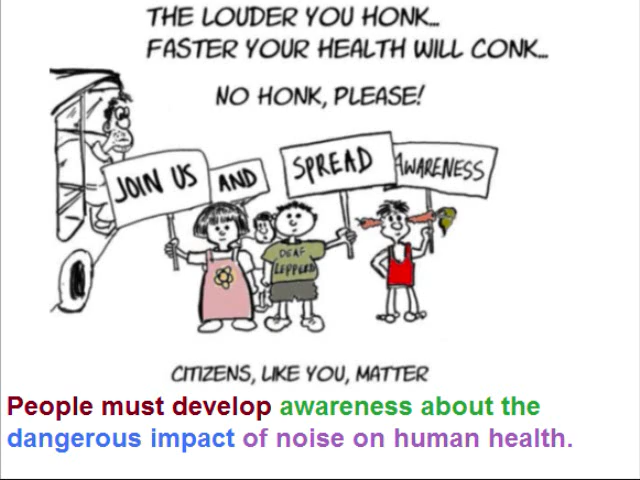 THE LOUDER YOU HONK...
FASTER YOUR HEALTH WILL CONK...
NO HONK, PLEASE!
JOIN US
AND
SPREAD
AWARENESS
DEAF
LEPPERD
CITIZENS, LIKE YOU, MATTER
People must develop awareness about the
dangerous impact of noise on human health.